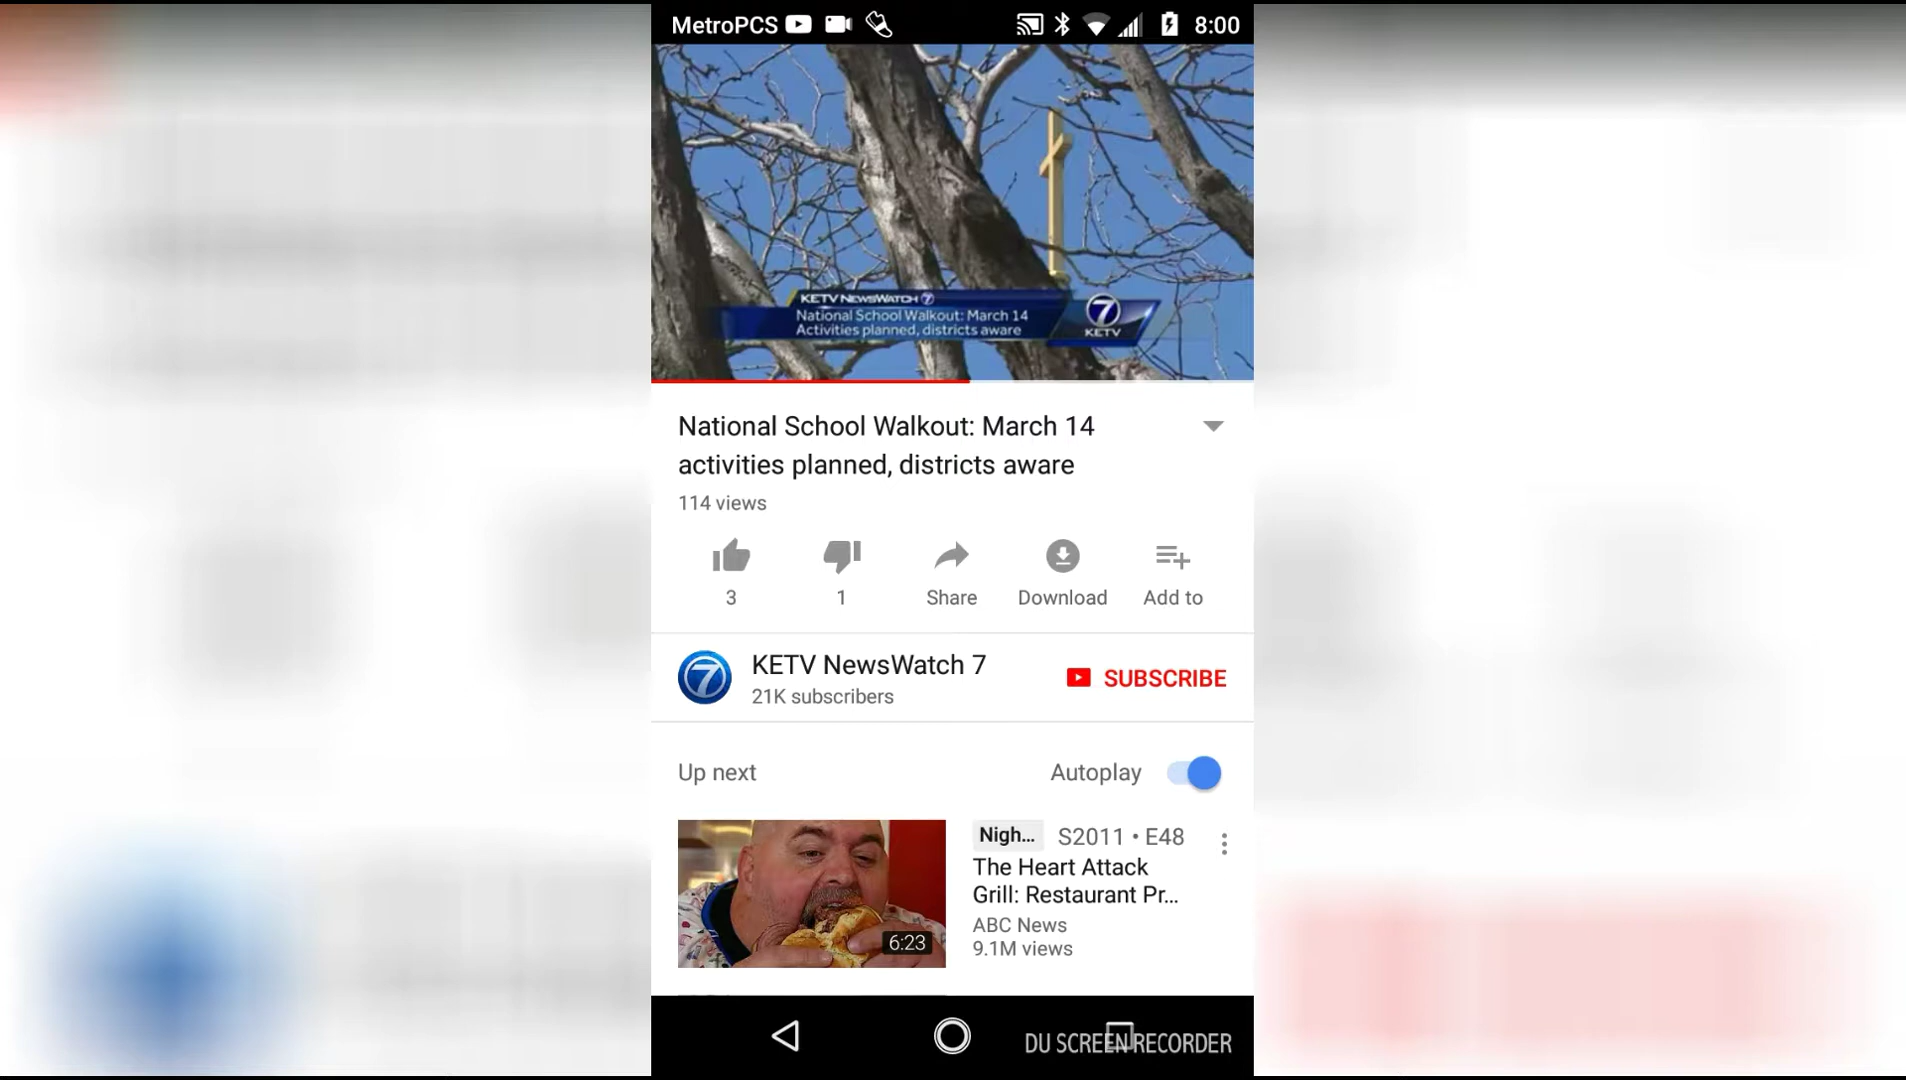 MetroPCS 8:00
KETV NEWSWATCH 7
National School Walkout: March 14
Activities planned, districts aware
7
KETV
National School Walkout: March 14
activities planned, districts aware
114 views
3 1 Share Download Add to
7
KETV NewsWatch 7
21K subscribers
SUBSCRIBE
Up next Autoplay
Nigh... S2011 • E48
The Heart Attack
Grill: Restaurant Pr...
ABC News
9.1M views
6:23
DU SCREEN RECORDER